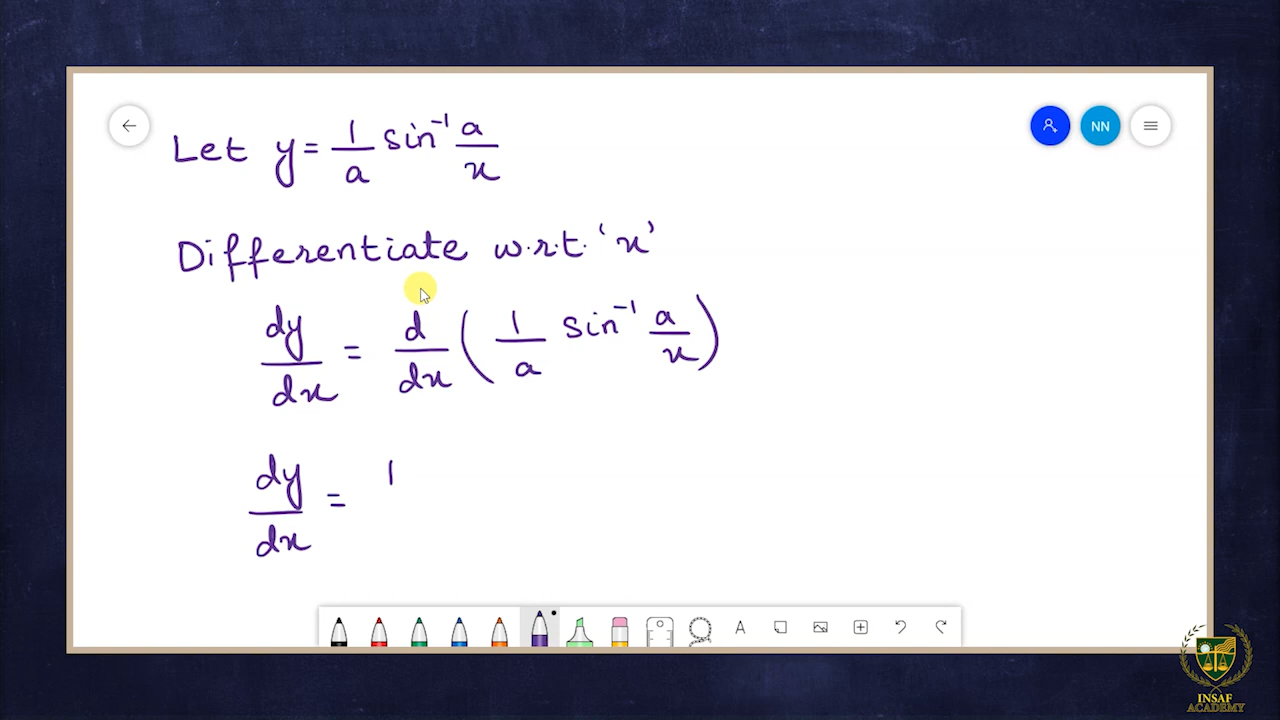 Let y = 1/a sin⁻¹ a/x
NN
Differentiate w.r.t. 'x'
dy/dx = d/dx ( 1/a sin⁻¹ a/x )
dy/dx = 1
A
INSAF
ACADEMY